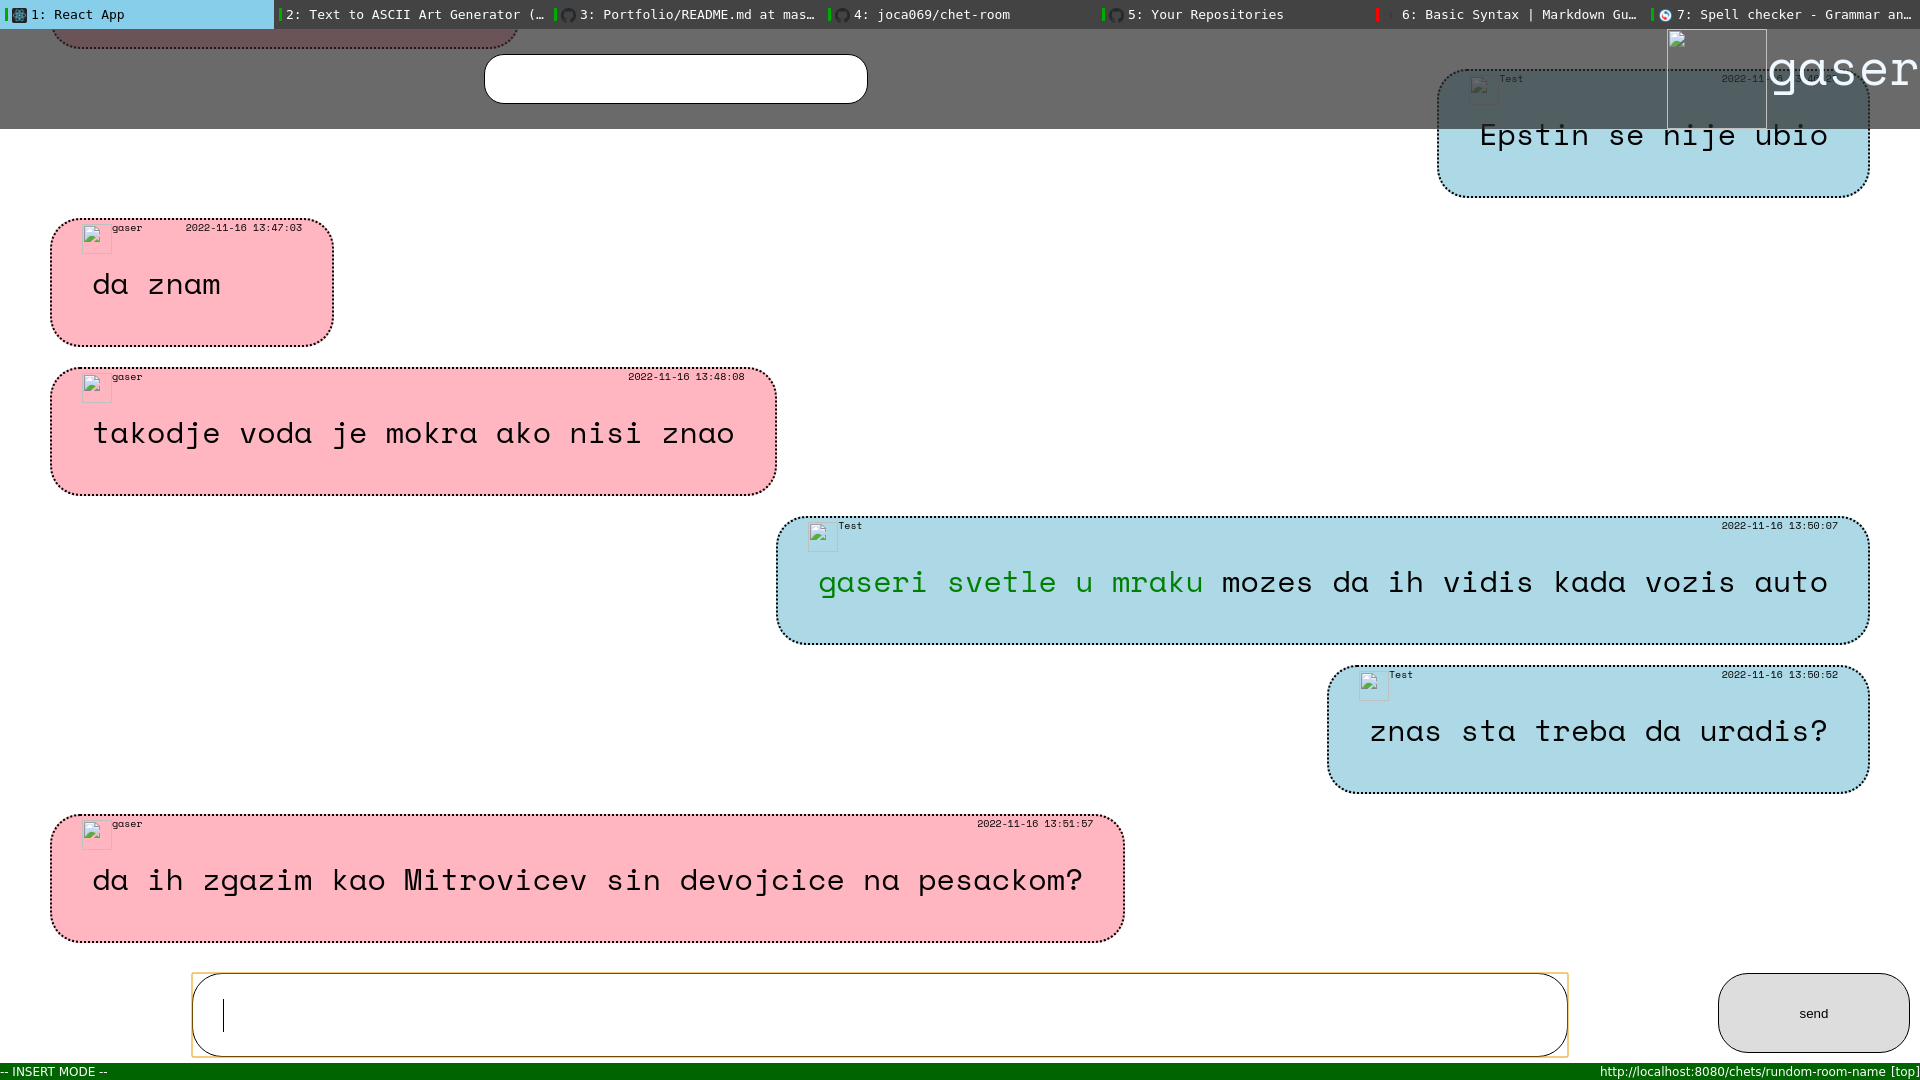 1: React App
2: Text to ASCII Art Generator (…
3: Portfolio/README.md at mas…
4: joca069/chet-room
5: Your Repositories
6: Basic Syntax | Markdown Gu…
7: Spell checker - Grammar an…
gaser
Test
Epstin se nije ubio
gaser 2022-11-16 13:47:03
da znam
gaser 2022-11-16 13:48:08
takodje voda je mokra ako nisi znao
Test 2022-11-16 13:50:07
gaseri svetle u mraku mozes da ih vidis kada vozis auto
Test 2022-11-16 13:50:52
znas sta treba da uradis?
gaser 2022-11-16 13:51:57
da ih zgazim kao Mitrovicev sin devojcice na pesackom?
send
-- INSERT MODE --
http://localhost:8080/chets/rundom-room-name [top]